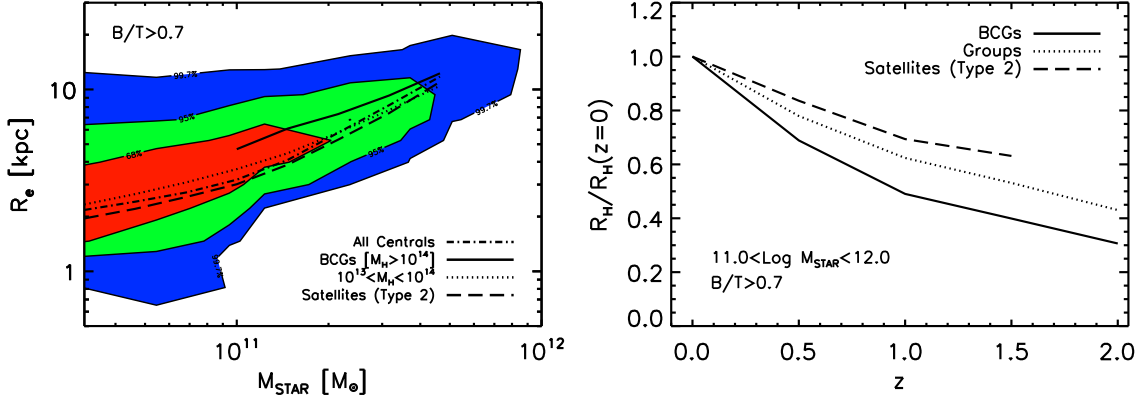 B/T>0.7
99.7%
95%
68%
99.7%
95%
All Centrals
BCGs [M_H>10^14]
10^13<M_H<10^14
Satellites (Type 2)
10
1
R_e [kpc]
10^11
10^12
M_STAR [M_⊙]
BCGs
Groups
Satellites (Type 2)
11.0<Log M_STAR<12.0
B/T>0.7
1.2
1.0
0.8
0.6
0.4
0.2
0.0
R_H/R_H(z=0)
0.0
0.5
1.0
1.5
2.0
z